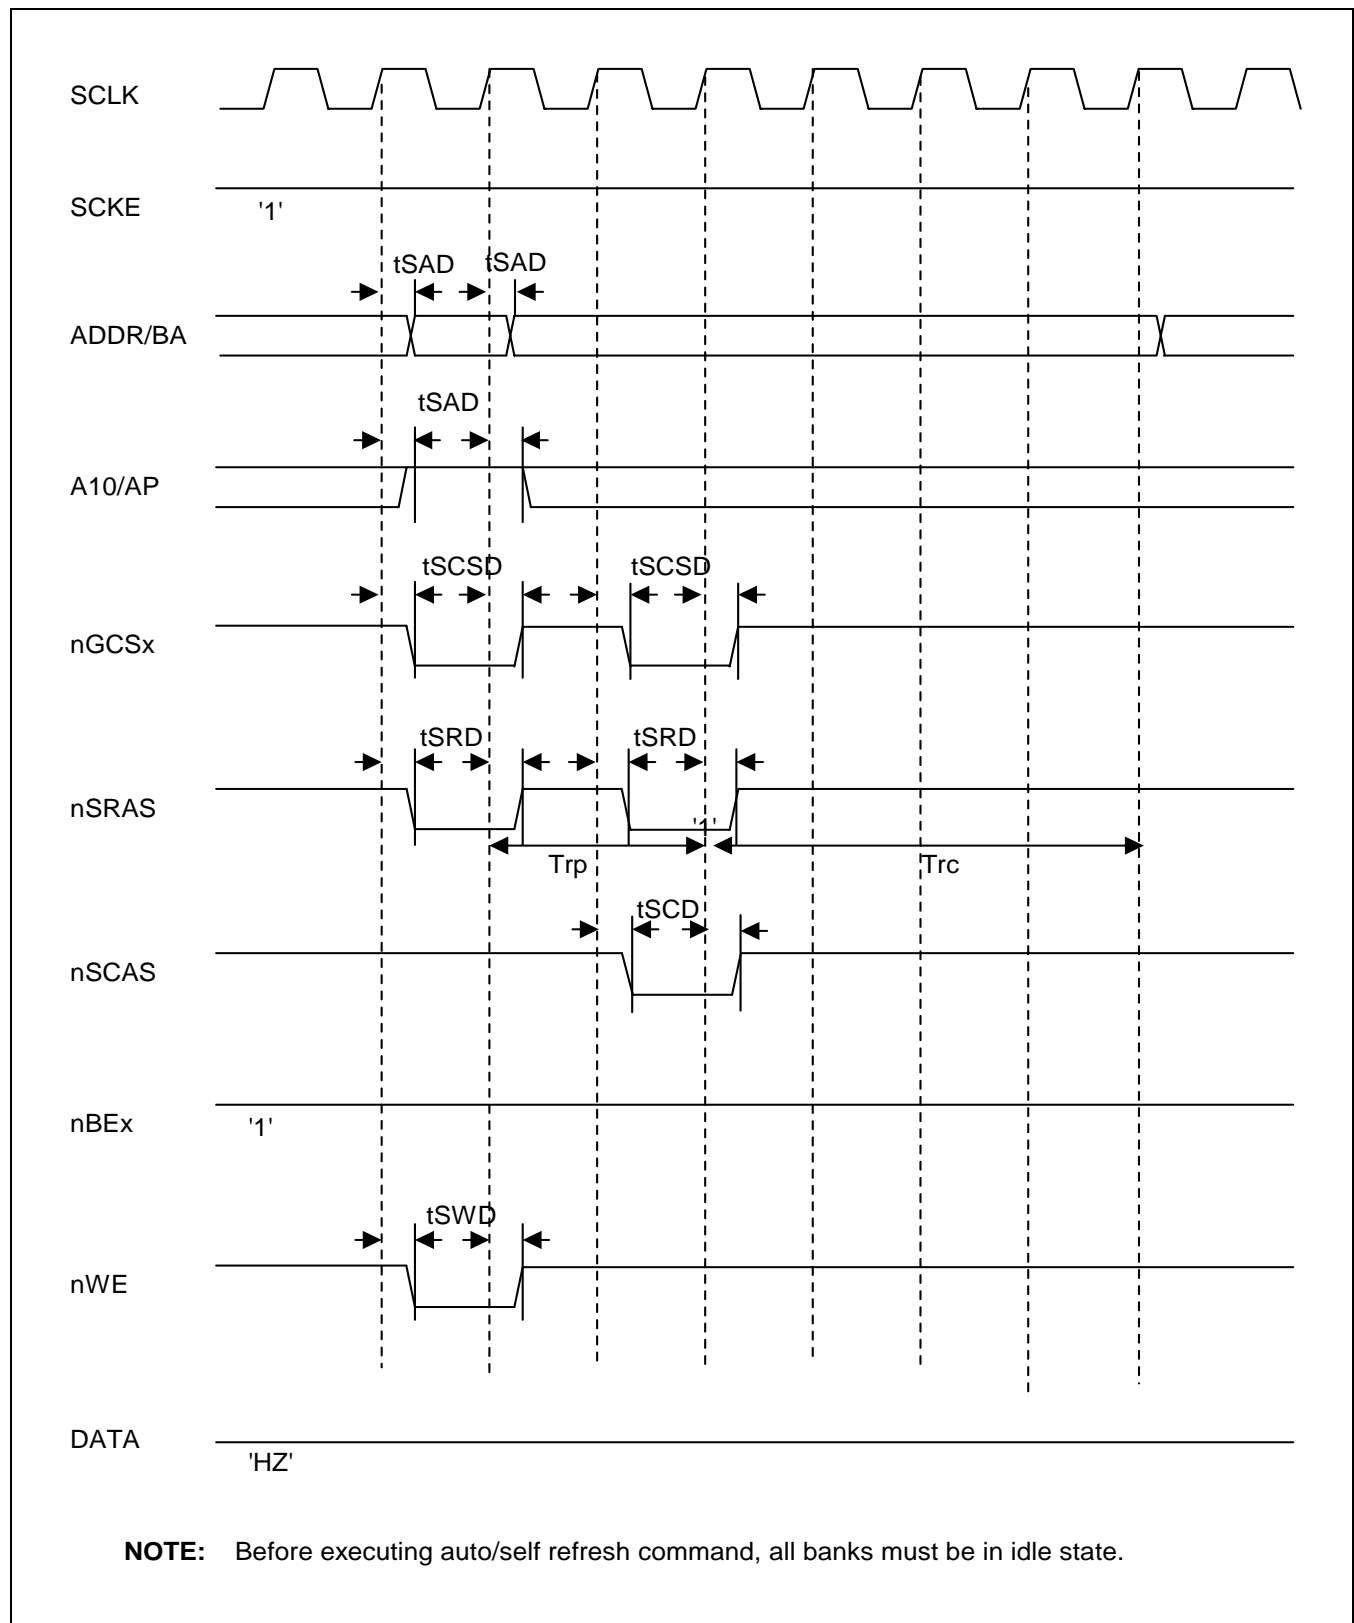 SCLK
SCKE
'1'
tSAD tSAD
ADDR/BA
tSAD
A10/AP
tSCSD tSCSD
nGCSx
tSRD tSRD
nSRAS
'1'
Trp Trc
tSCD
nSCAS
nBEx
'1'
tSWD
nWE
DATA
'HZ'
NOTE: Before executing auto/self refresh command, all banks must be in idle state.